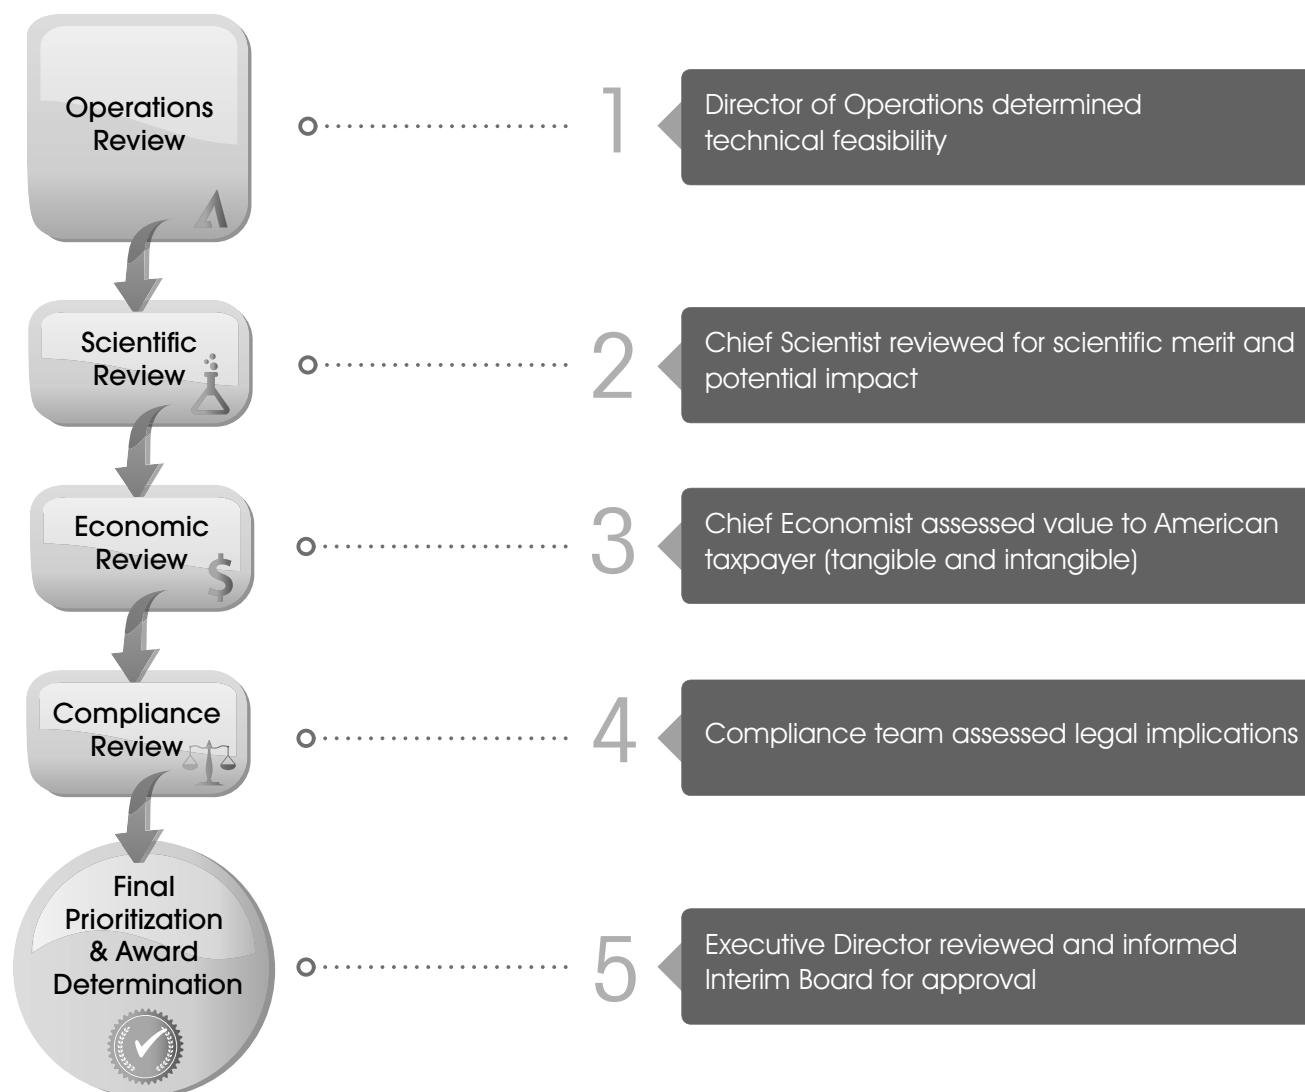 Operations
Review
1
Director of Operations determined
technical feasibility
Scientific
Review
2
Chief Scientist reviewed for scientific merit and
potential impact
Economic
Review
$
3
Chief Economist assessed value to American
taxpayer (tangible and intangible)
Compliance
Review
4
Compliance team assessed legal implications
Final
Prioritization
& Award
Determination
5
Executive Director reviewed and informed
Interim Board for approval